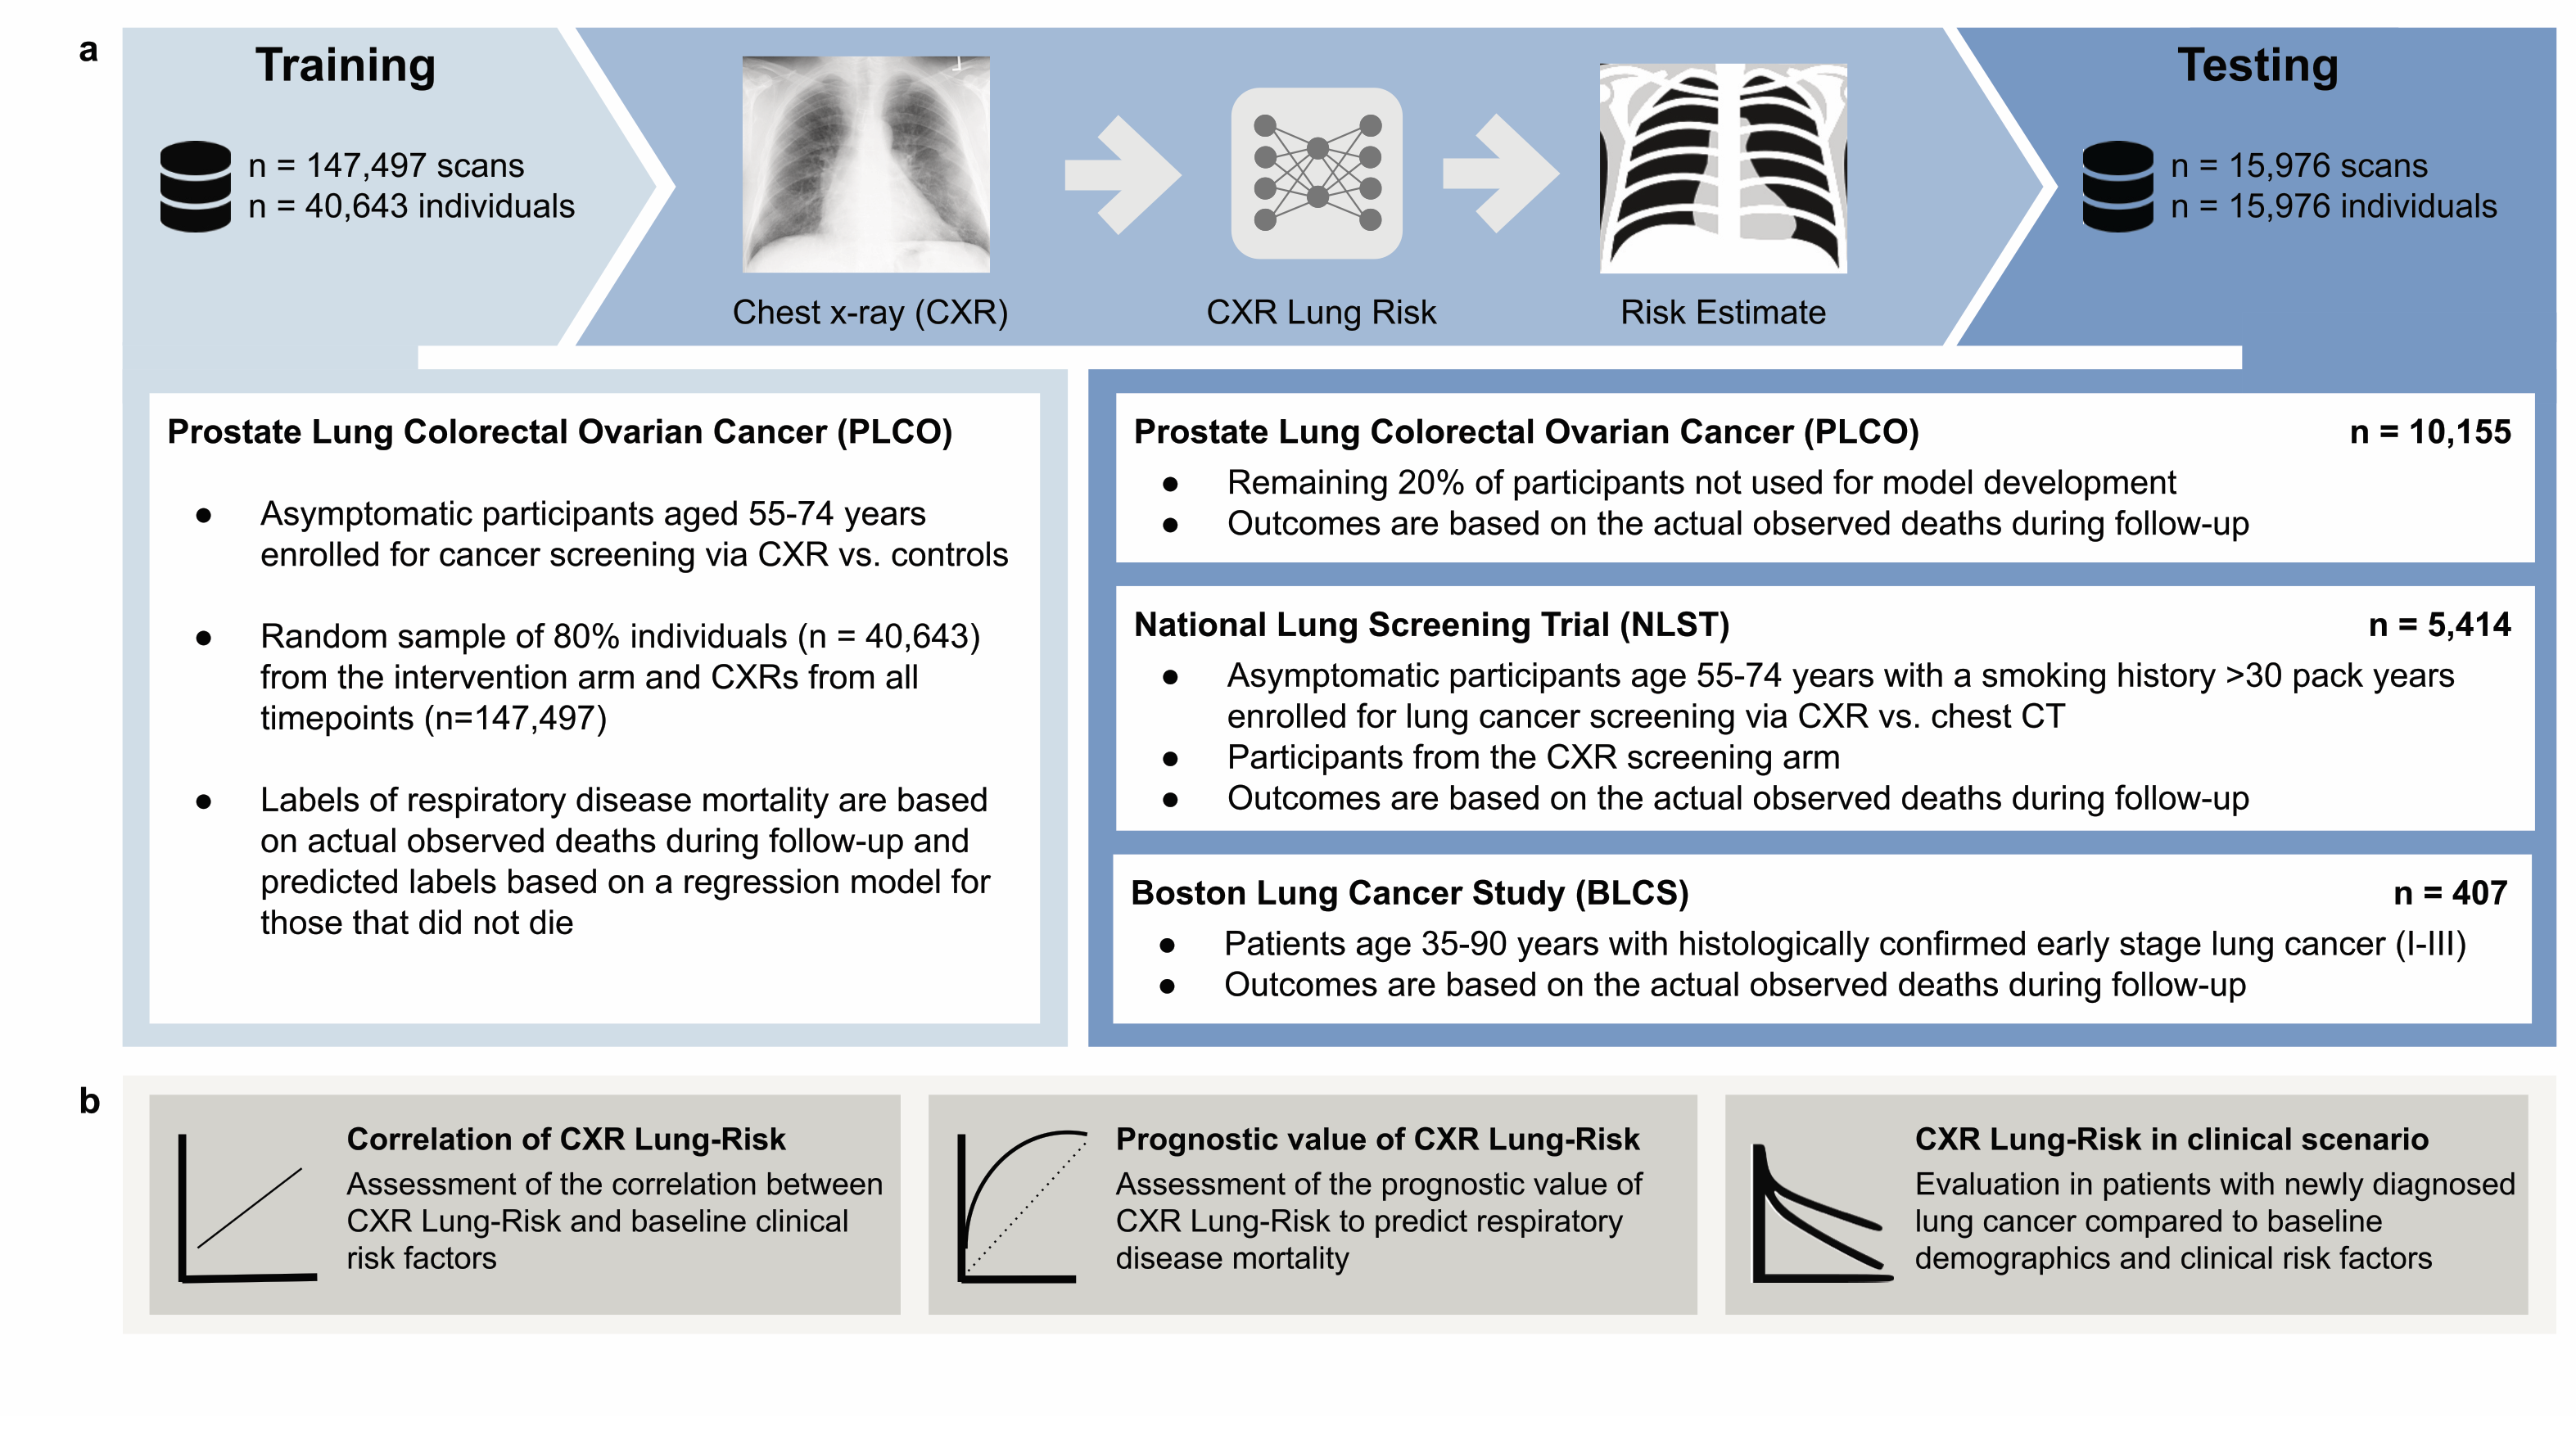 a
Training
n = 147,497 scans
n = 40,643 individuals
Chest x-ray (CXR)
CXR Lung Risk
Risk Estimate
Testing
n = 15,976 scans
n = 15,976 individuals
Prostate Lung Colorectal Ovarian Cancer (PLCO)
● Asymptomatic participants aged 55-74 years
enrolled for cancer screening via CXR vs. controls
● Random sample of 80% individuals (n = 40,643)
from the intervention arm and CXRs from all
timepoints (n=147,497)
● Labels of respiratory disease mortality are based
on actual observed deaths during follow-up and
predicted labels based on a regression model for
those that did not die
Prostate Lung Colorectal Ovarian Cancer (PLCO) n = 10,155
● Remaining 20% of participants not used for model development
● Outcomes are based on the actual observed deaths during follow-up
National Lung Screening Trial (NLST) n = 5,414
● Asymptomatic participants age 55-74 years with a smoking history >30 pack years
enrolled for lung cancer screening via CXR vs. chest CT
● Participants from the CXR screening arm
● Outcomes are based on the actual observed deaths during follow-up
Boston Lung Cancer Study (BLCS) n = 407
● Patients age 35-90 years with histologically confirmed early stage lung cancer (I-III)
● Outcomes are based on the actual observed deaths during follow-up
b
Correlation of CXR Lung-Risk
Assessment of the correlation between
CXR Lung-Risk and baseline clinical
risk factors
Prognostic value of CXR Lung-Risk
Assessment of the prognostic value of
CXR Lung-Risk to predict respiratory
disease mortality
CXR Lung-Risk in clinical scenario
Evaluation in patients with newly diagnosed
lung cancer compared to baseline
demographics and clinical risk factors